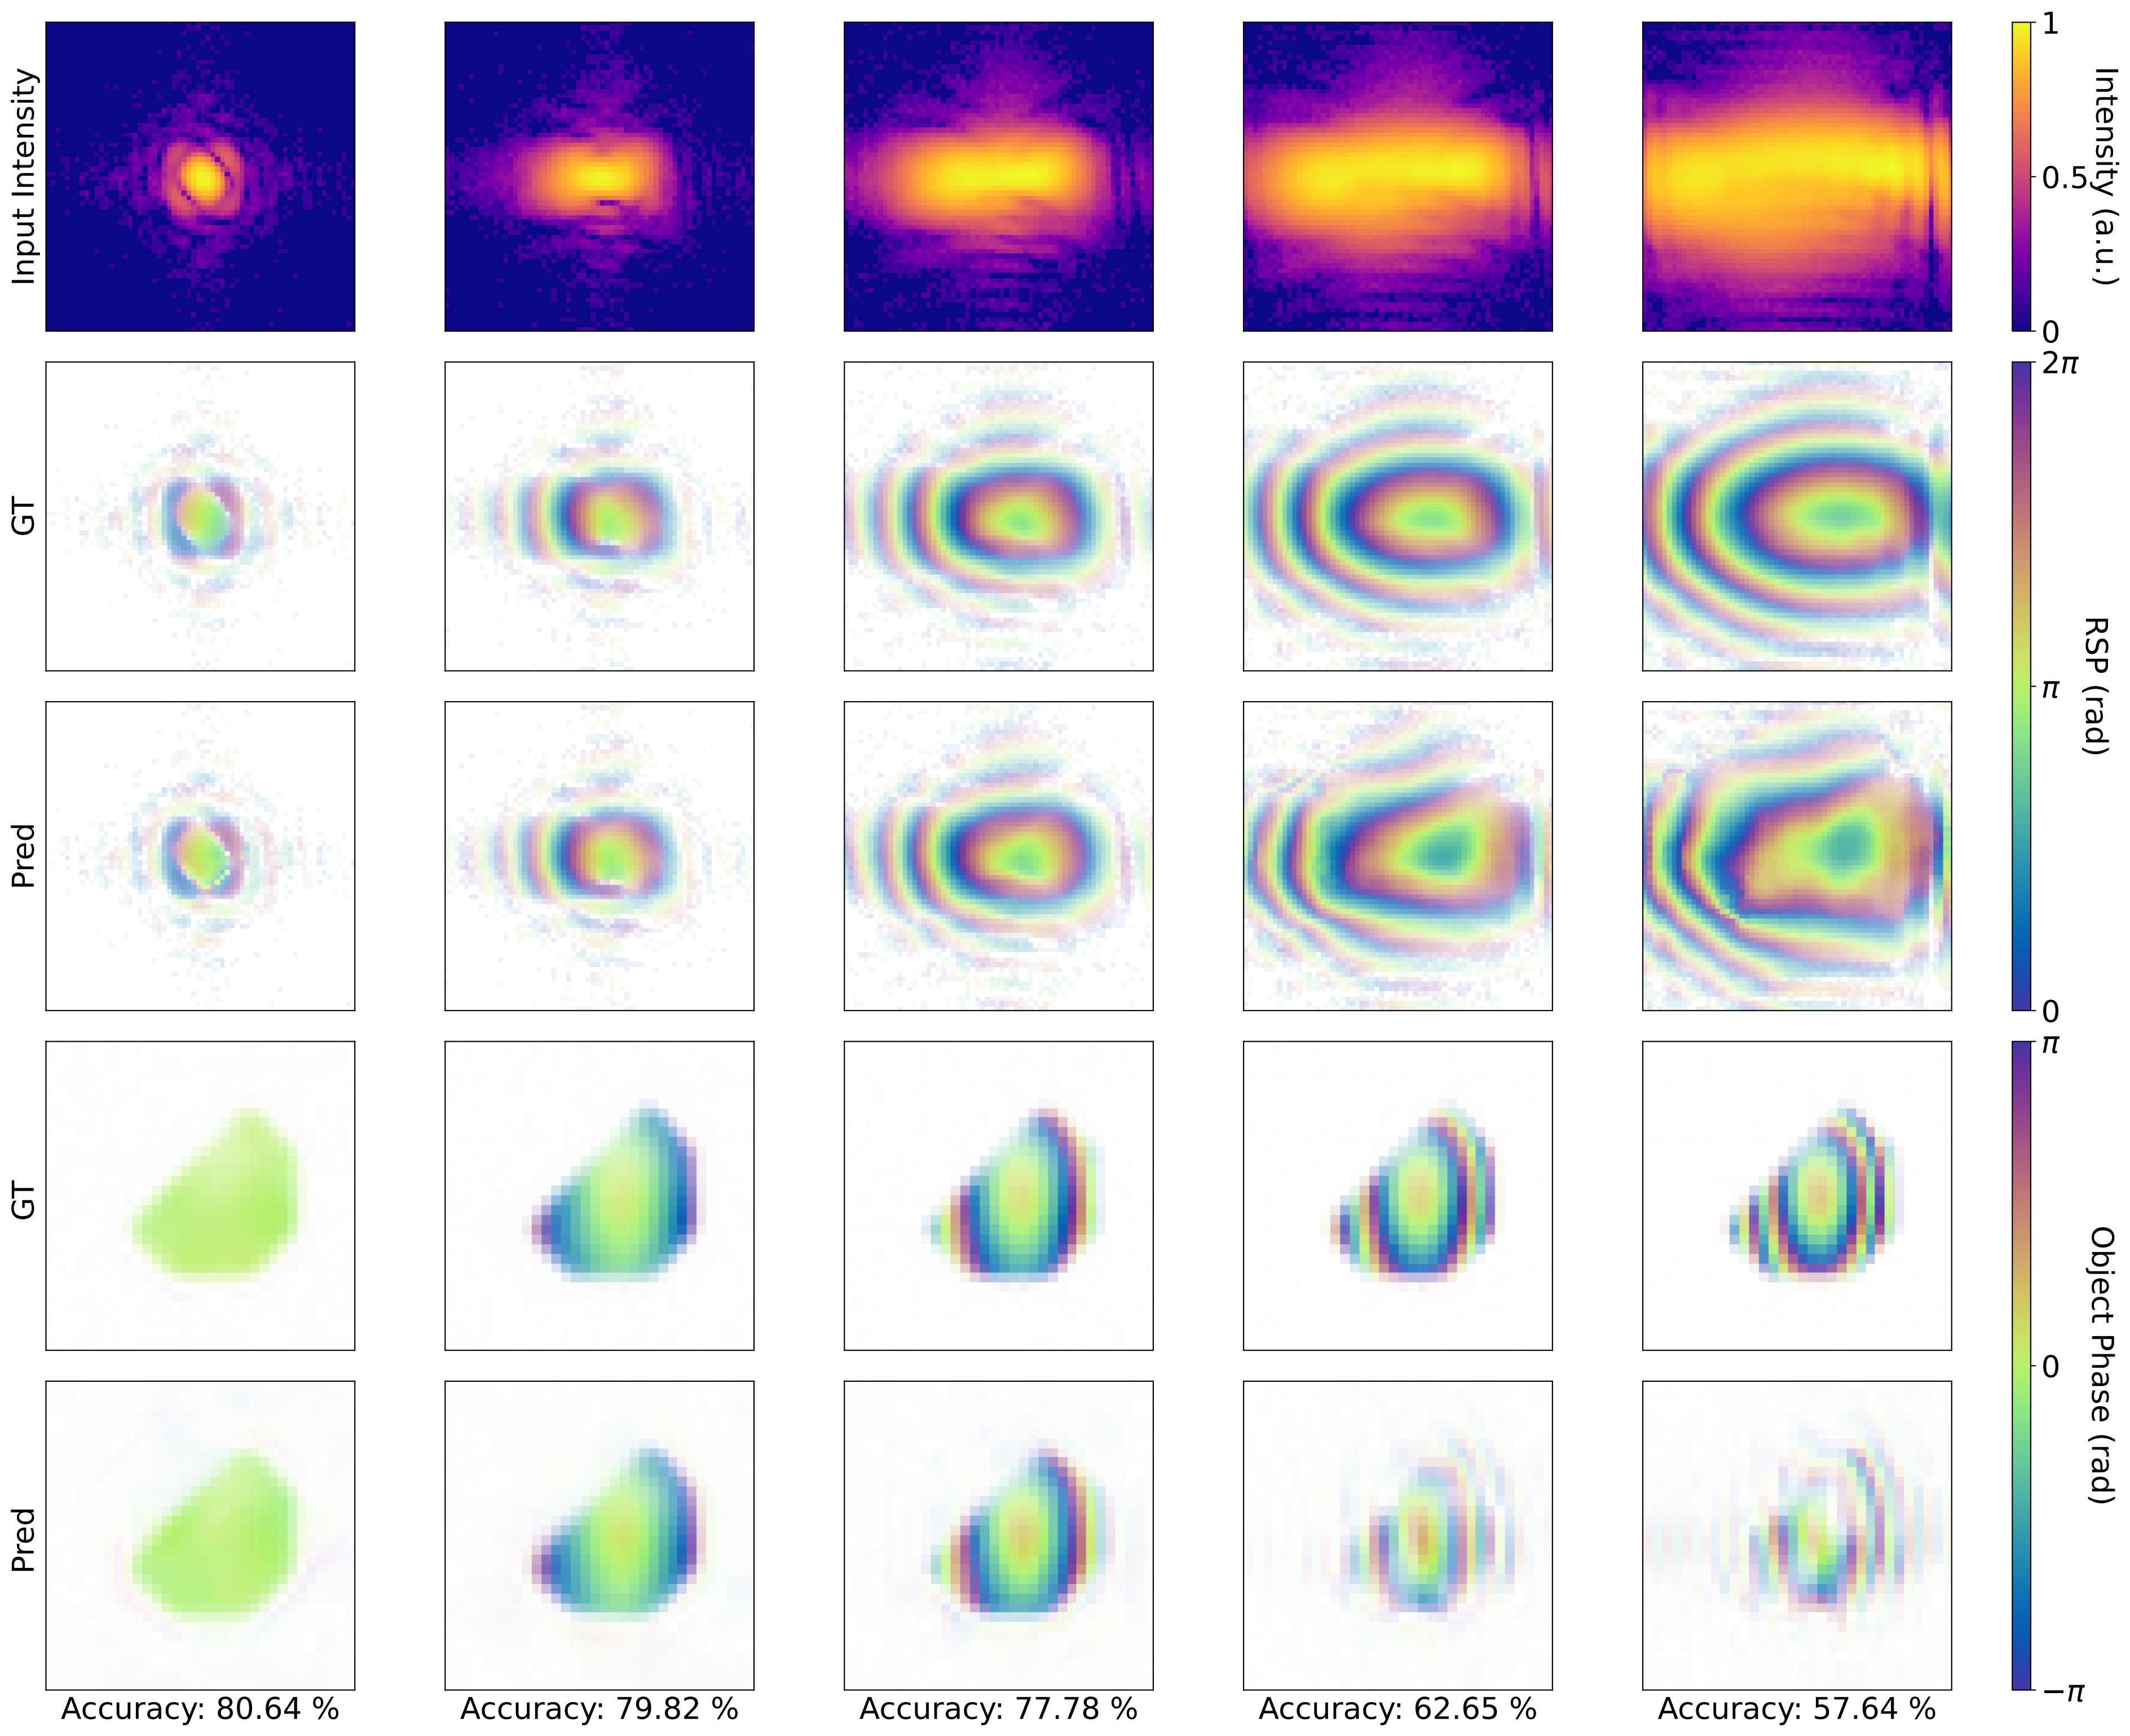 Input Intensity
1
0.5
0
Intensity (a.u.)
GT
2π
π
0
RSP (rad)
Pred
GT
π
0
−π
Object Phase (rad)
Pred
Accuracy: 80.64 %
Accuracy: 79.82 %
Accuracy: 77.78 %
Accuracy: 62.65 %
Accuracy: 57.64 %